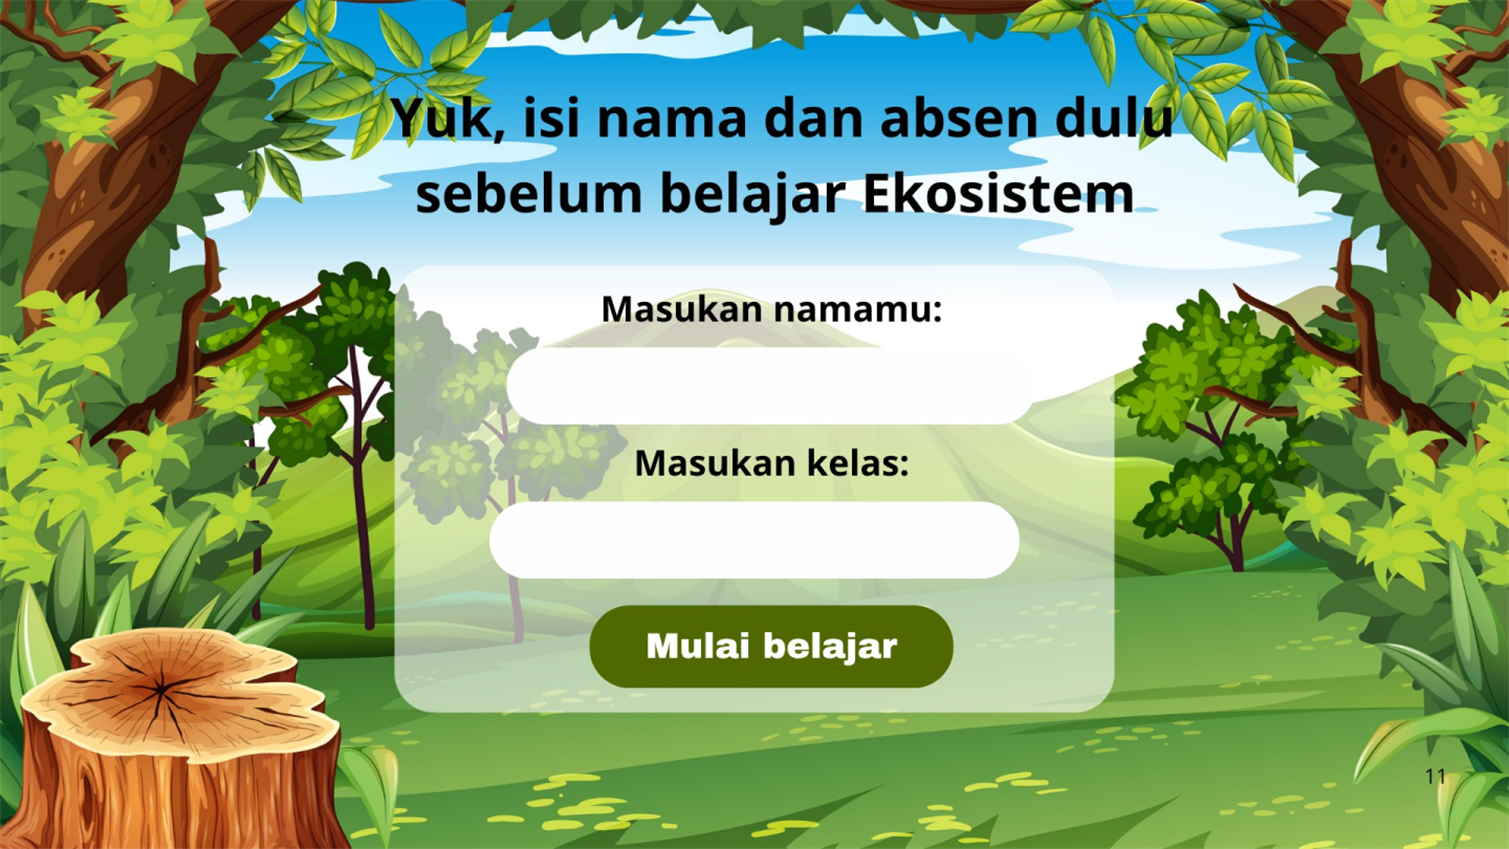 Yuk, isi nama dan absen dulu
sebelum belajar Ekosistem
Masukan namamu:
Masukan kelas:
Mulai belajar
11